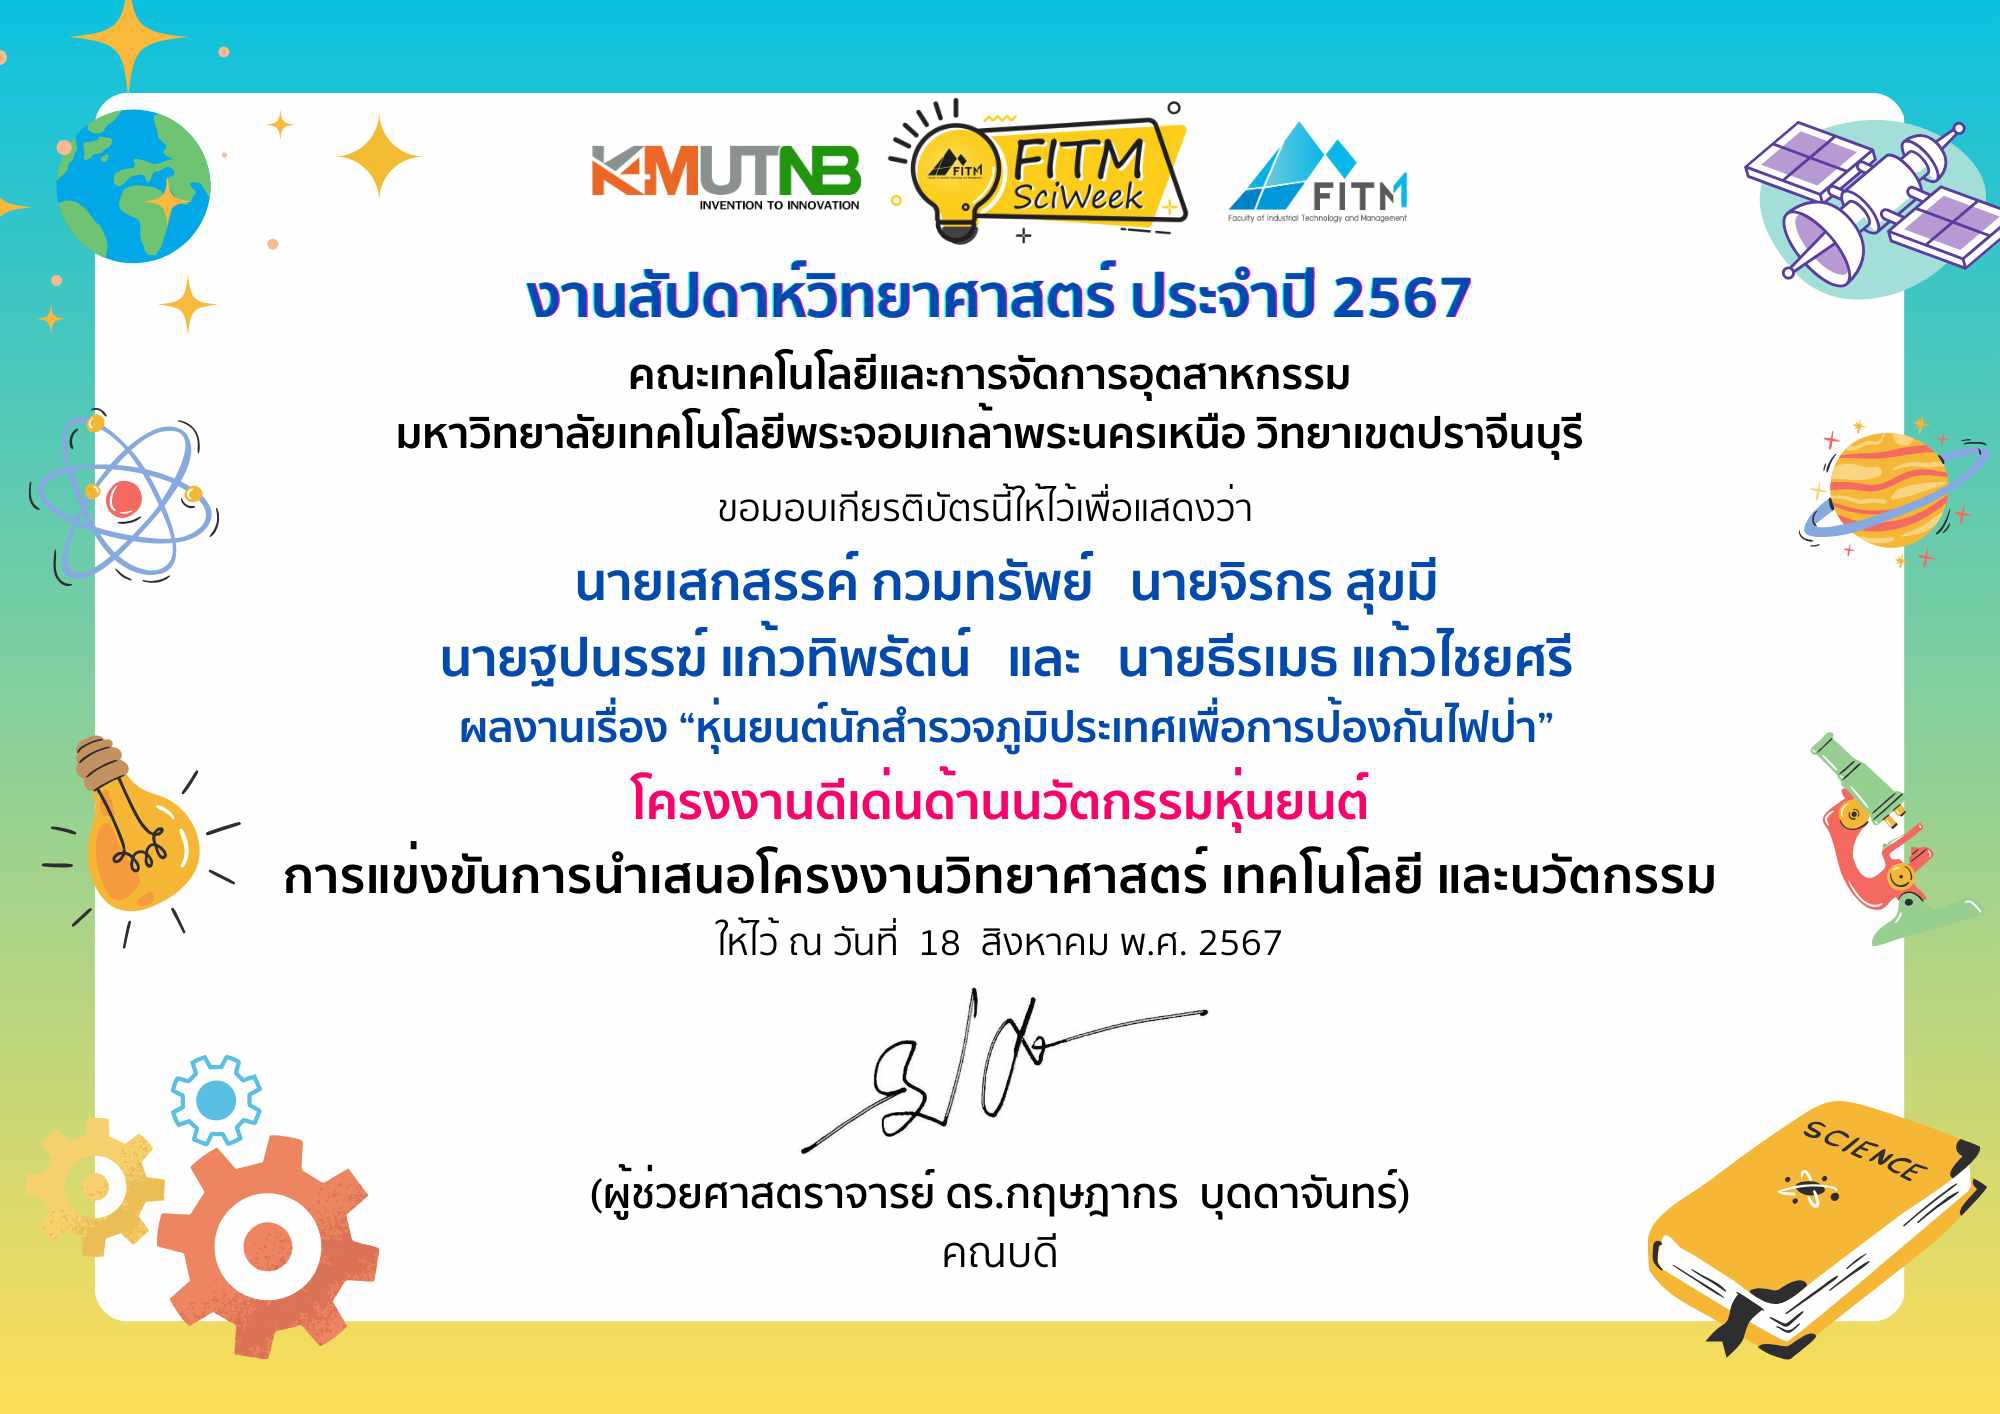 KMUTNB
INVENTION TO INNOVATION
FITM
FITM
SciWeek
FITM
Faculty of Industrial Technology and Management
งานสัปดาห์วิทยาศาสตร์ ประจำปี 2567
คณะเทคโนโลยีและการจัดการอุตสาหกรรม
มหาวิทยาลัยเทคโนโลยีพระจอมเกล้าพระนครเหนือ วิทยาเขตปราจีนบุรี
ขอมอบเกียรติบัตรนี้ให้ไว้เพื่อแสดงว่า
นายเสกสรรค์ กวมทรัพย์ นายจิรกร สุขมี
นายฐปนรรฆ์ แก้วทิพรัตน์ และ นายธีรเมธ แก้วไชยศรี
ผลงานเรื่อง “หุ่นยนต์นักสำรวจภูมิประเทศเพื่อการป้องกันไฟป่า”
โครงงานดีเด่นด้านนวัตกรรมหุ่นยนต์
การแข่งขันการนำเสนอโครงงานวิทยาศาสตร์ เทคโนโลยี และนวัตกรรม
ให้ไว้ ณ วันที่ 18 สิงหาคม พ.ศ. 2567
(ผู้ช่วยศาสตราจารย์ ดร.กฤษฎากร บุดดาจันทร์)
คณบดี
SCIENCE